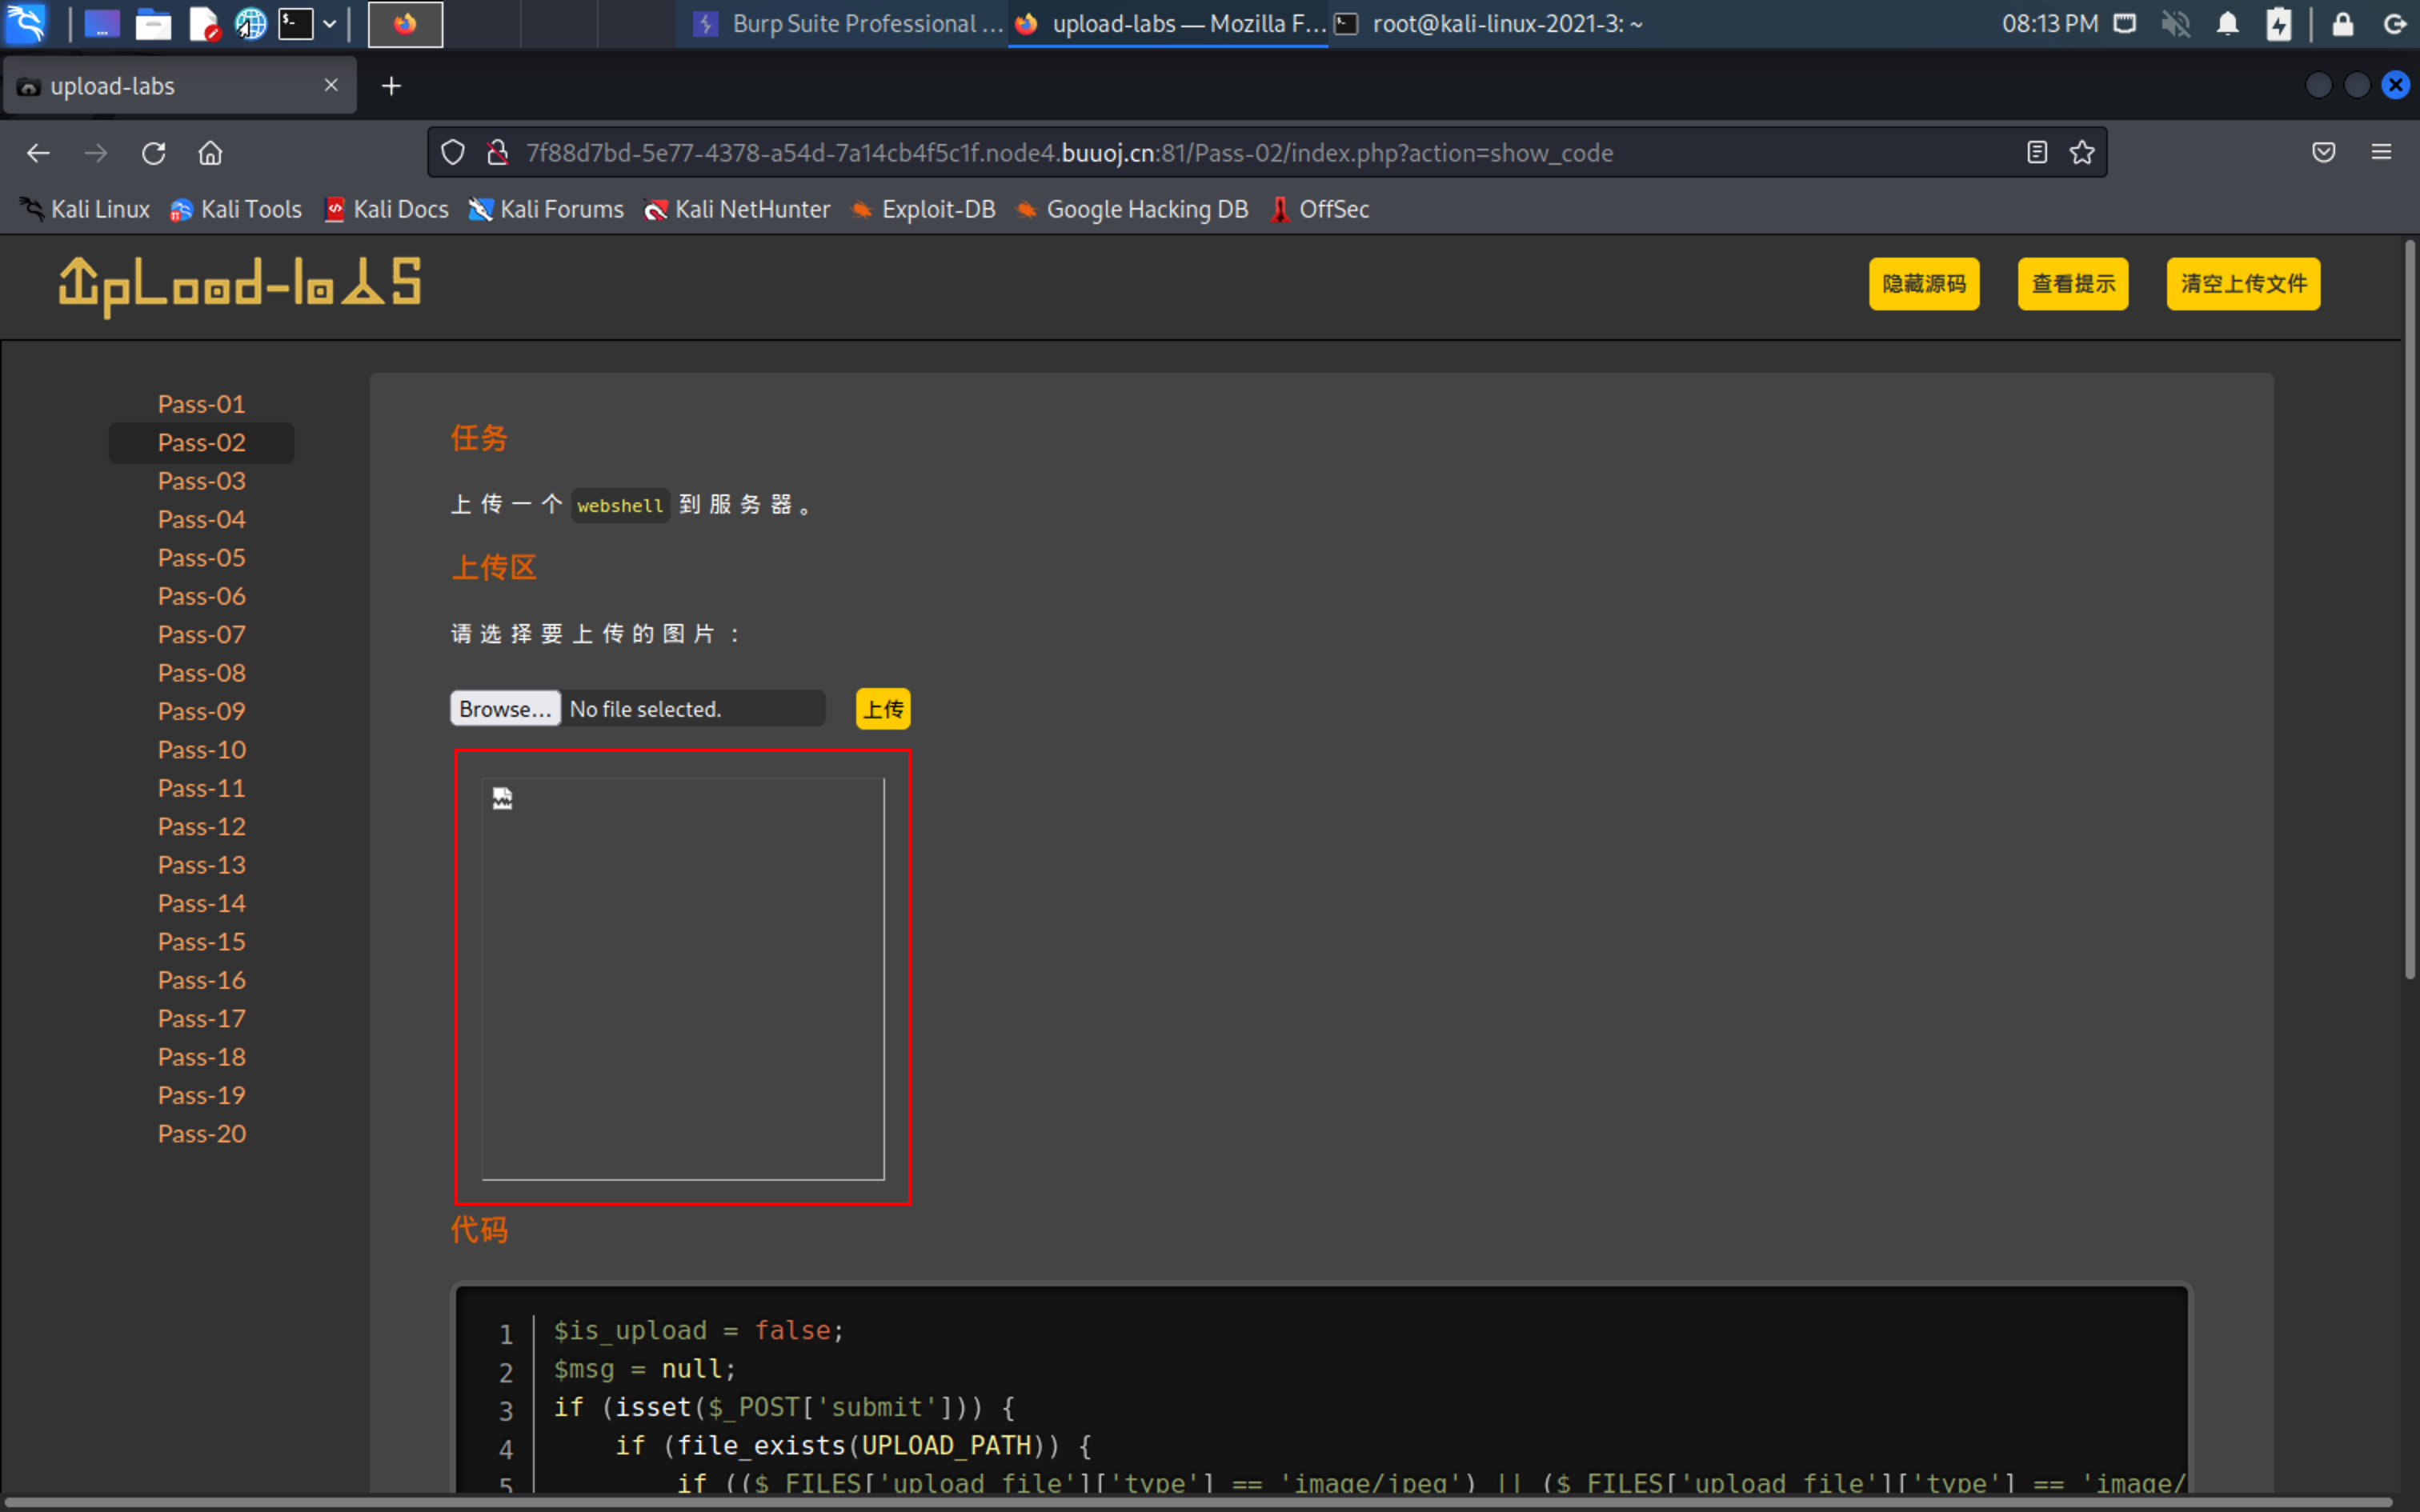 Burp Suite Professional ...
upload-labs — Mozilla F...
root@kali-linux-2021-3: ~
08:13 PM
upload-labs
7f88d7bd-5e77-4378-a54d-7a14cb4f5c1f.node4.buuoj.cn:81/Pass-02/index.php?action=show_code
Kali Linux
Kali Tools
Kali Docs
Kali Forums
Kali NetHunter
Exploit-DB
Google Hacking DB
OffSec
UpLoad-labs
隐藏源码
查看提示
清空上传文件
Pass-01
Pass-02
Pass-03
Pass-04
Pass-05
Pass-06
Pass-07
Pass-08
Pass-09
Pass-10
Pass-11
Pass-12
Pass-13
Pass-14
Pass-15
Pass-16
Pass-17
Pass-18
Pass-19
Pass-20
任务
上传一个 webshell 到服务器。
上传区
请选择要上传的图片：
Browse... No file selected. 上传
代码
1 $is_upload = false;
2 $msg = null;
3 if (isset($_POST['submit'])) {
4 if (file_exists(UPLOAD_PATH)) {
5 if (($_FILES['upload_file']['type'] == 'image/jpeg') || ($_FILES['upload_file']['type'] == 'image/